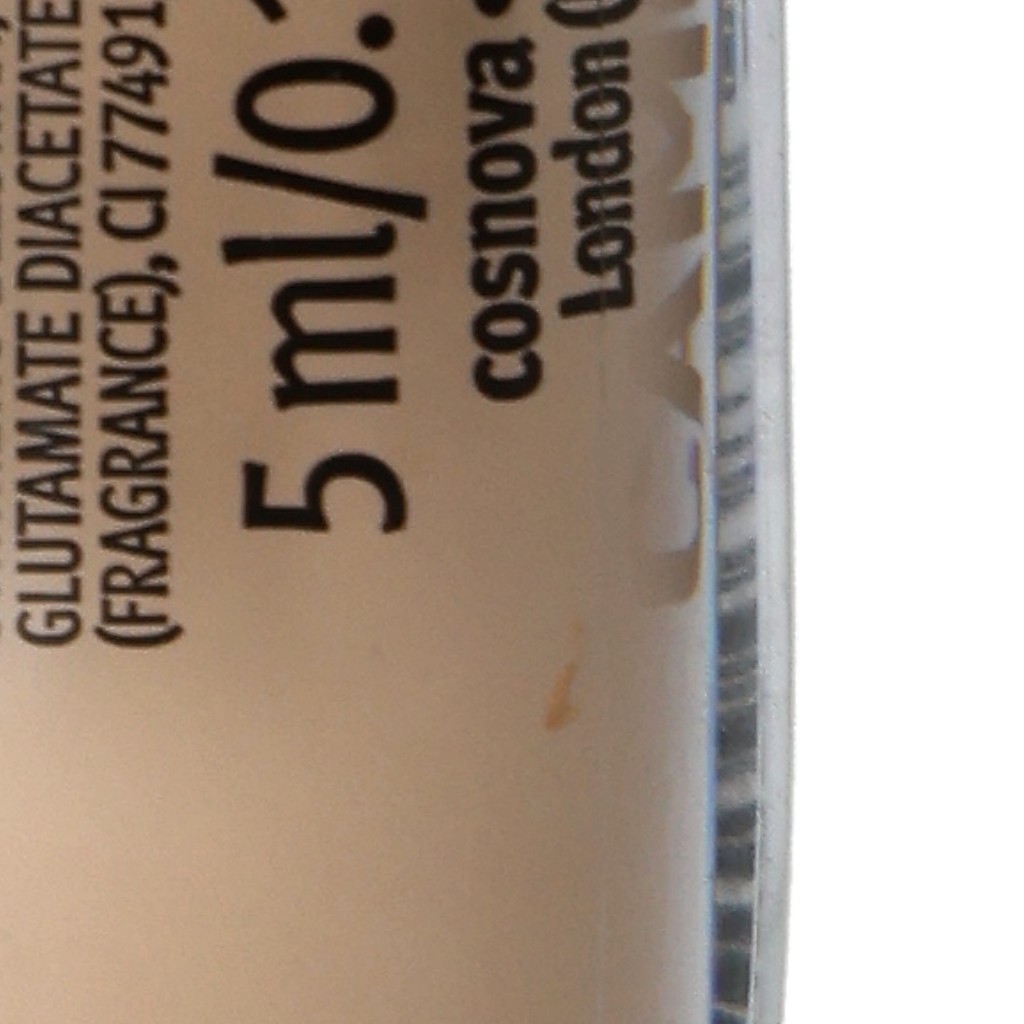 GLUTAMATE DIACETATE
(FRAGRANCE), CI 77491
5 ml/0.
cosnova
London (